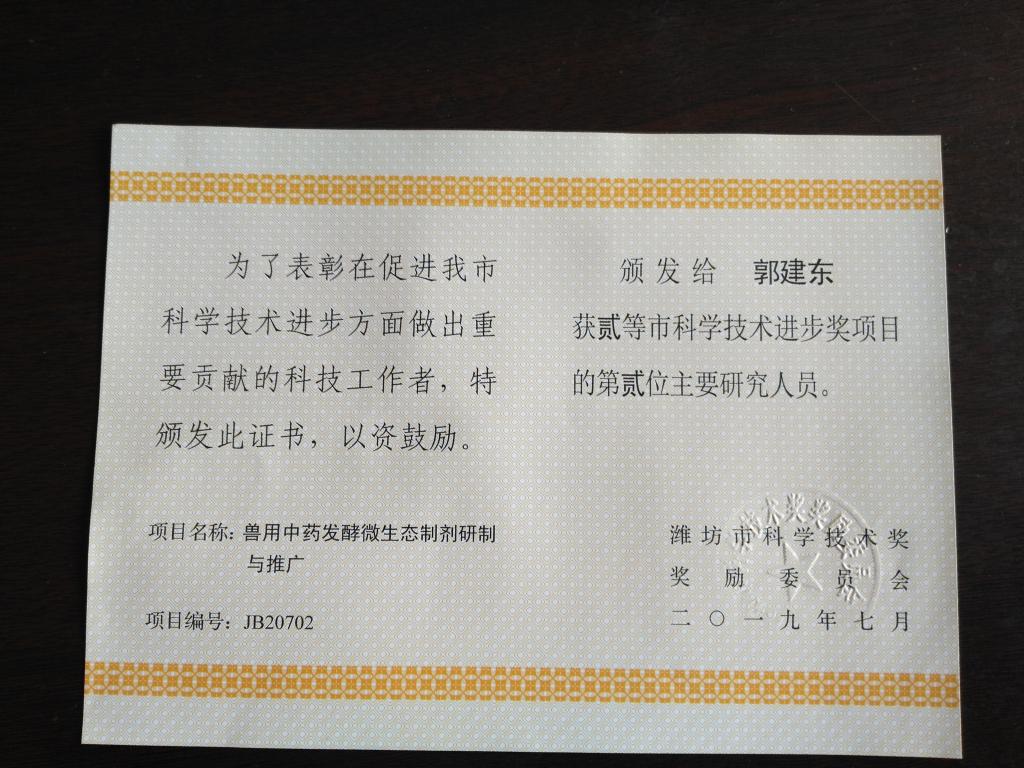 为了表彰在促进我市
科学技术进步方面做出重
要贡献的科技工作者，特
颁发此证书，以资鼓励。
项目名称：兽用中药发酵微生态制剂研制
与推广
项目编号：JB20702
颁发给 郭建东
获贰等市科学技术进步奖项目
的第贰位主要研究人员。
潍坊市科学技术奖
奖励委员会
二〇一九年七月